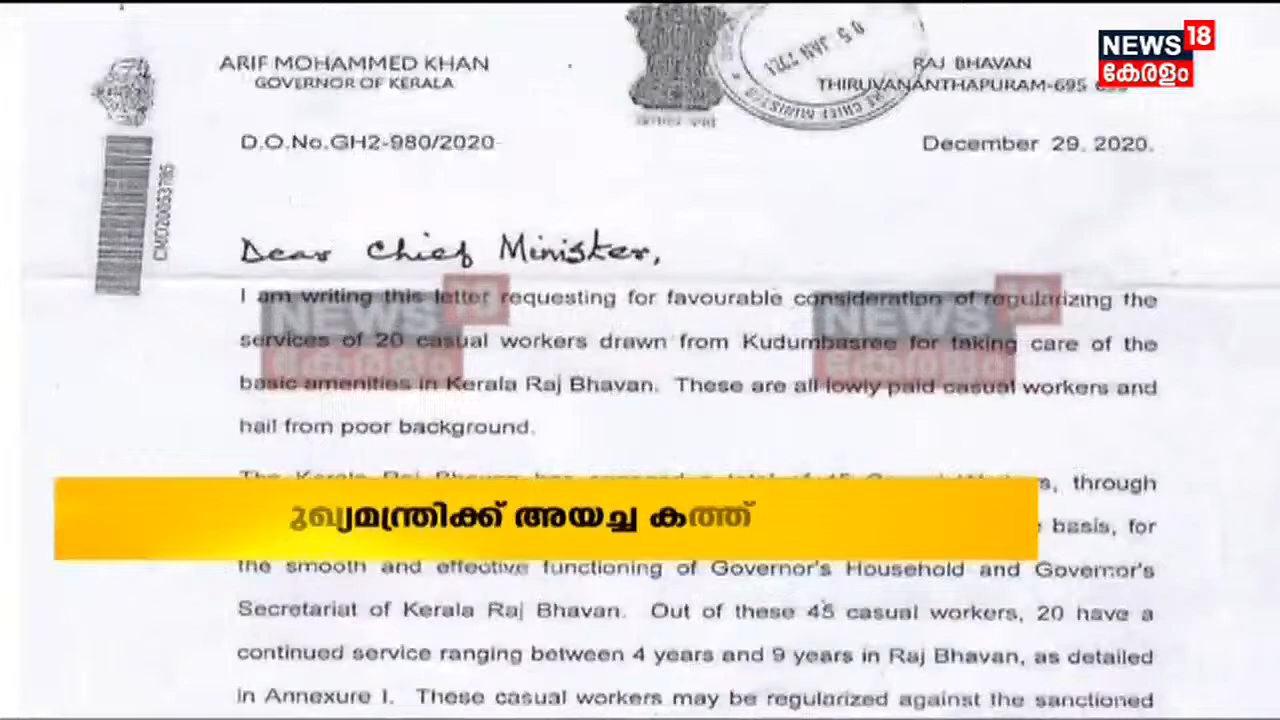 NEWS 18
കേരളം
ARIF MOHAMMED KHAN
GOVERNOR OF KERALA
RAJ BHAVAN
THIRUVANANTHAPURAM-695
05 JAN 2021
D.O.No.GH2-980/2020
December 29, 2020.
CMO20053785
Dear Chief Minister,
I am writing this letter requesting for favourable consideration of regularizing the
services of 20 casual workers drawn from Kudumbasree for taking care of the
basic amenities in Kerala Raj Bhavan. These are all lowly paid casual workers and
hail from poor background.
through
മുഖ്യമന്ത്രിക്ക് അയച്ച കത്ത്
basis, for
the smooth and effective functioning of Governor's Household and Governor's
Secretariat of Kerala Raj Bhavan. Out of these 45 casual workers, 20 have a
continued service ranging between 4 years and 9 years in Raj Bhavan, as detailed
in Annexure I. These casual workers may be regularized against the sanctioned